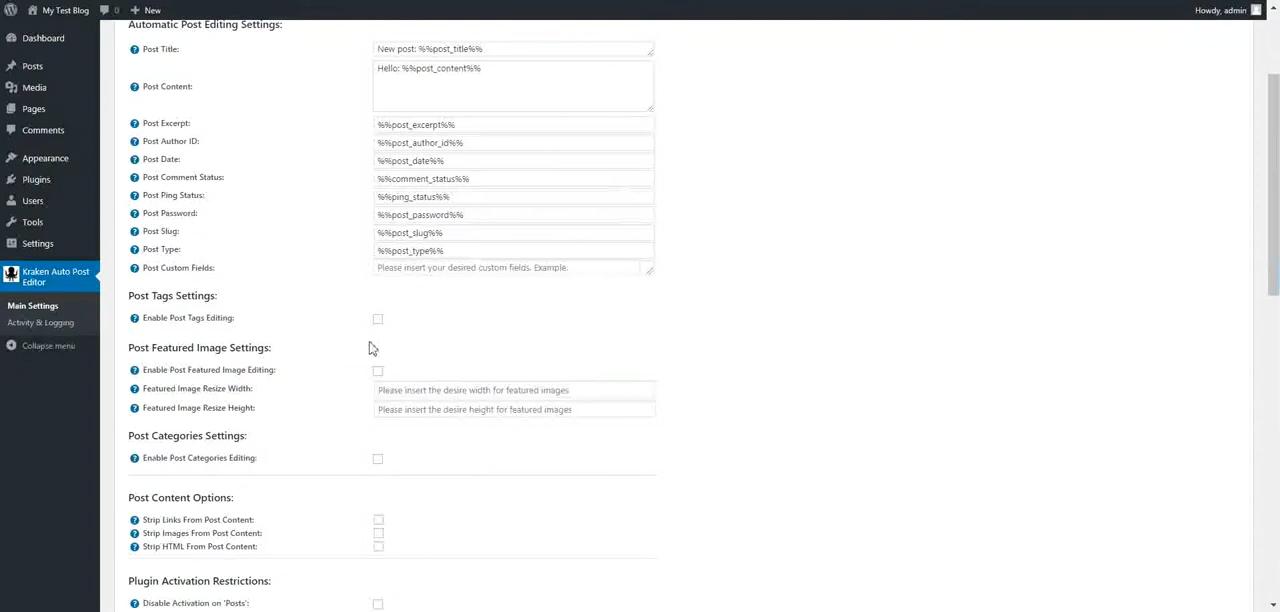 My Test Blog
0
New
Howdy, admin
Dashboard
Posts
Media
Pages
Comments
Appearance
Plugins
Users
Tools
Settings
Kraken Auto Post
Editor
Main Settings
Activity & Logging
Collapse menu
Automatic Post Editing Settings:
Post Title:
New post: %%post_title%%
Post Content:
Hello: %%post_content%%
Post Excerpt:
%%post_excerpt%%
Post Author ID:
%%post_author_id%%
Post Date:
%%post_date%%
Post Comment Status:
%%comment_status%%
Post Ping Status:
%%ping_status%%
Post Password:
%%post_password%%
Post Slug:
%%post_slug%%
Post Type:
%%post_type%%
Post Custom Fields:
Please insert your desired custom fields. Example.
Post Tags Settings:
Enable Post Tags Editing:
Post Featured Image Settings:
Enable Post Featured Image Editing:
Featured Image Resize Width:
Please insert the desire width for featured images
Featured Image Resize Height:
Please insert the desire height for featured images
Post Categories Settings:
Enable Post Categories Editing:
Post Content Options:
Strip Links From Post Content:
Strip Images From Post Content:
Strip HTML From Post Content:
Plugin Activation Restrictions:
Disable Activation on 'Posts':